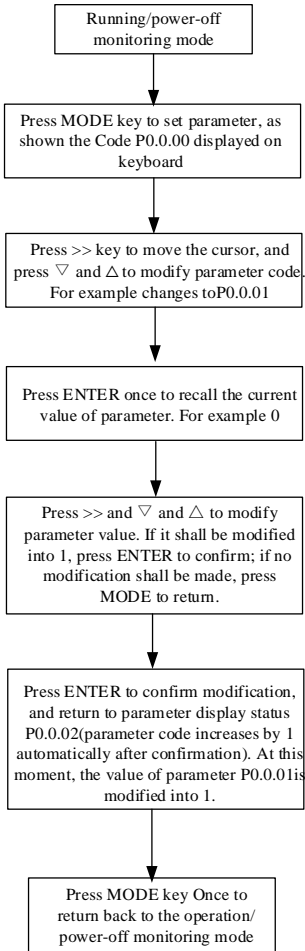 Running/power-off
monitoring mode
Press MODE key to set parameter, as
shown the Code P0.0.00 displayed on
keyboard
Press >> key to move the cursor, and
press ▽ and △ to modify parameter code.
For example changes toP0.0.01
Press ENTER once to recall the current
value of parameter. For example 0
Press >> and ▽ and △ to modify
parameter value. If it shall be modified
into 1, press ENTER to confirm; if no
modification shall be made, press
MODE to return.
Press ENTER to confirm modification,
and return to parameter display status
P0.0.02(parameter code increases by 1
automatically after confirmation). At this
moment, the value of parameter P0.0.01is
modified into 1.
Press MODE key Once to
return back to the operation/
power-off monitoring mode